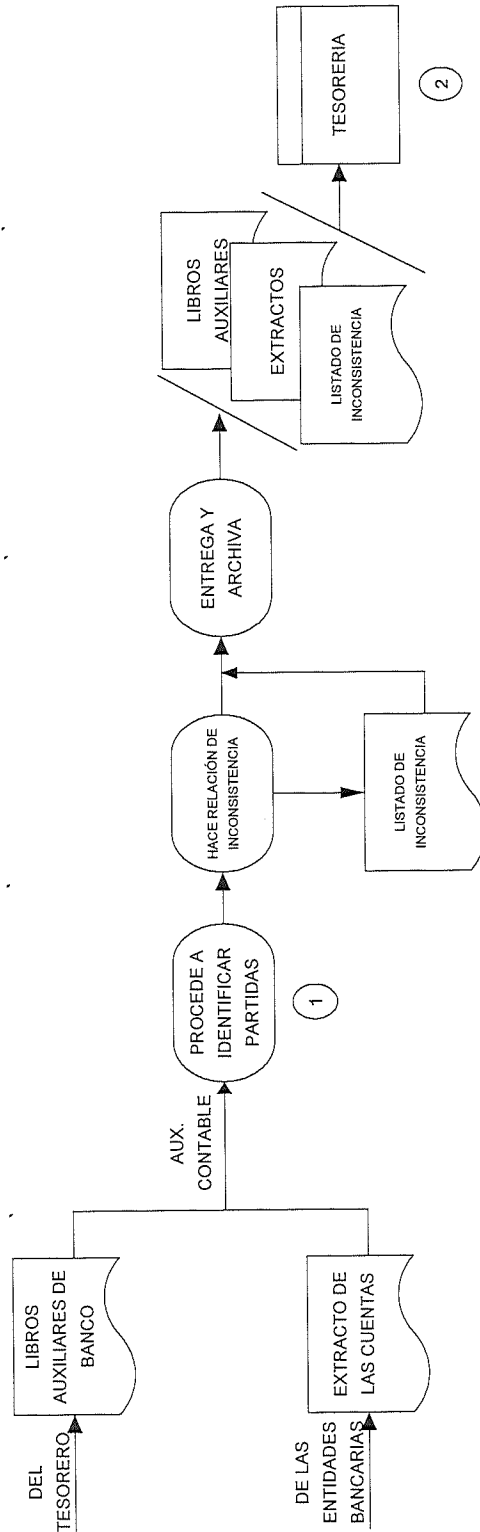 DEL
TESORERO
LIBROS
AUXILIARES DE
BANCO
DE LAS
ENTIDADES
BANCARIAS
EXTRACTO DE
LAS CUENTAS
AUX.
CONTABLE
PROCEDE A
IDENTIFICAR
PARTIDAS
1
HACE RELACIÓN DE
INCONSISTENCIA
LISTADO DE
INCONSISTENCIA
ENTREGA Y
ARCHIVA
LIBROS
AUXILIARES
EXTRACTOS
LISTADO DE
INCONSISTENCIA
TESORERIA
2